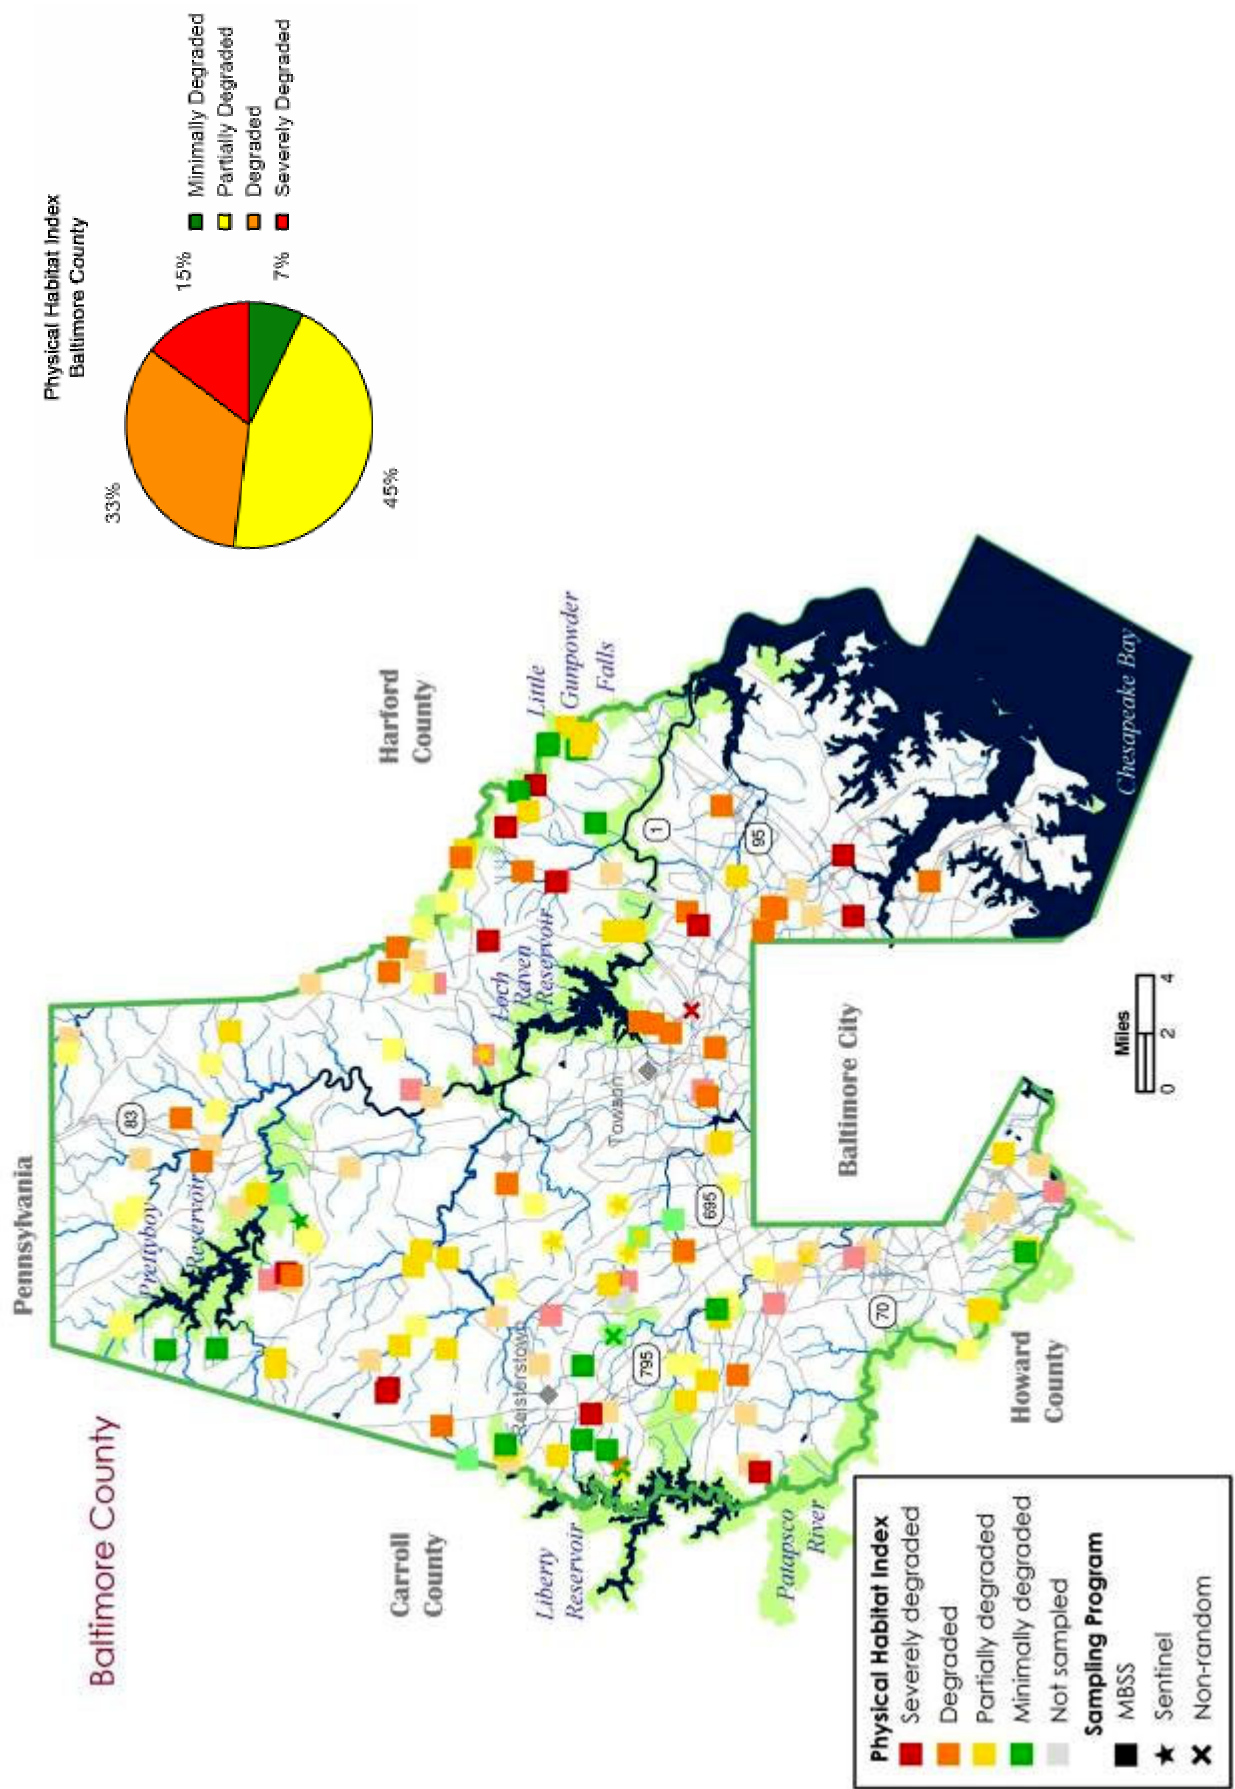 Baltimore County
Physical Habitat Index
Baltimore County
33%
15%
45%
7%
Minimally Degraded
Partially Degraded
Degraded
Severely Degraded
Pennsylvania
Harford
County
Carroll
County
Howard
County
Baltimore City
Prettyboy
Reservoir
Loch
Raven
Reservoir
Little
Gunpowder
Falls
Liberty
Reservoir
Patapsco
River
Chesapeake Bay
Reisterstown
Towson
83
1
95
695
795
70
Miles
0
2
4
Physical Habitat Index
Severely degraded
Degraded
Partially degraded
Minimally degraded
Not sampled
Sampling Program
MBSS
Sentinel
Non-random